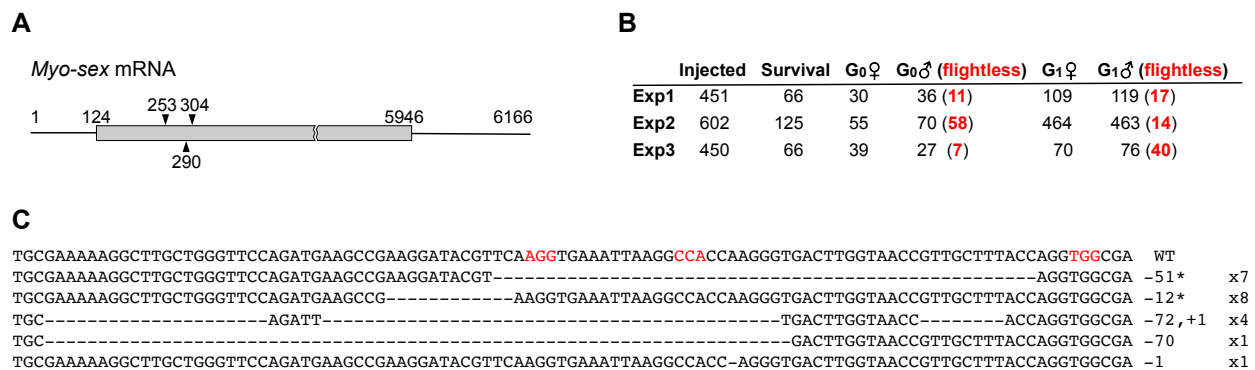 A
Myo-sex mRNA
1 124 253 304 5946 6166
290
B
Injected Survival G0♀ G0♂ (flightless) G1♀ G1♂ (flightless)
Exp1 451 66 30 36 (11) 109 119 (17)
Exp2 602 125 55 70 (58) 464 463 (14)
Exp3 450 66 39 27 (7) 70 76 (40)
C
TGCGAAAAAGGCTTGCTGGGTTCCAGATGAAGCCGAAGGATACGTTCAAGGTGAAATTAAGGCCACCAAGGGTGACTTGGTAACCGTTGCTTTACCAGGTGGCGA WT
TGCGAAAAAGGCTTGCTGGGTTCCAGATGAAGCCGAAGGATACGT---------------------------------------------------AGGTGGCGA -51* x7
TGCGAAAAAGGCTTGCTGGGTTCCAGATGAAGCCG------------AAGGTGAAATTAAGGCCACCAAGGGTGACTTGGTAACCGTTGCTTTACCAGGTGGCGA -12* x8
TGC---------------------AGATT-------------------------------------------TGACTTGGTAACC--------ACCAGGTGGCGA -72,+1 x4
TGC----------------------------------------------------------------------GACTTGGTAACCGTTGCTTTACCAGGTGGCGA -70 x1
TGCGAAAAAGGCTTGCTGGGTTCCAGATGAAGCCGAAGGATACGTTCAAGGTGAAATTAAGGCCACC-AGGGTGACTTGGTAACCGTTGCTTTACCAGGTGGCGA -1 x1